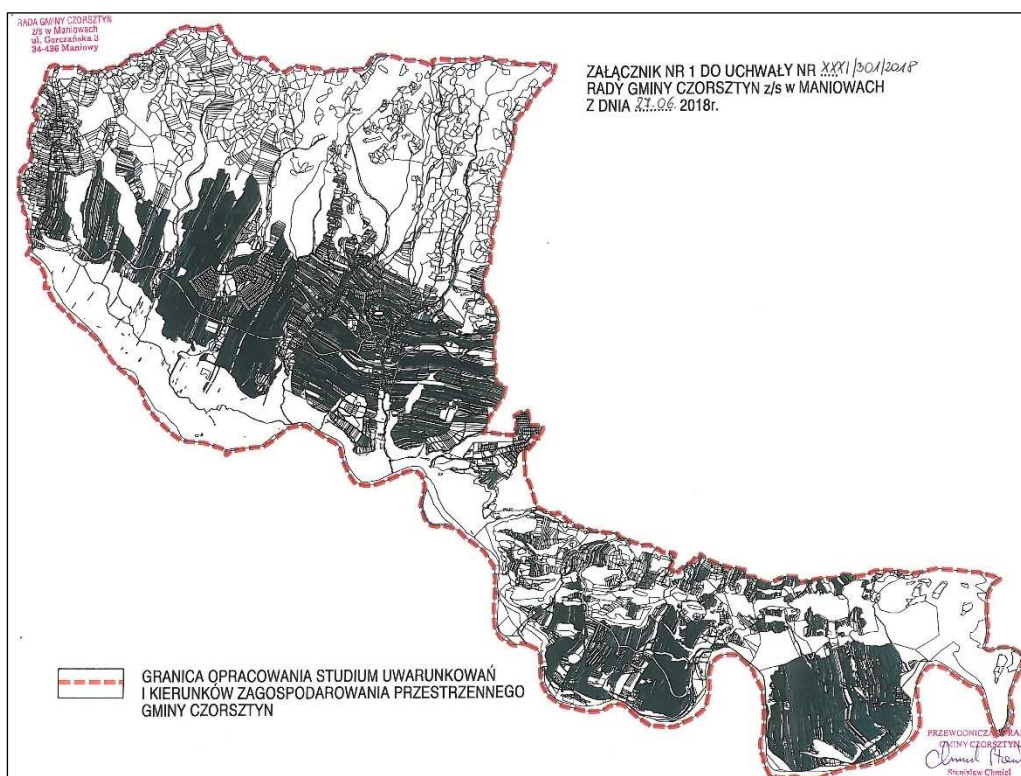 RADA GMINY CZORSZTYN
z/s w Maniowach
ul. Gorczańska 3
34-436 Maniowy
ZAŁĄCZNIK NR 1 DO UCHWAŁY NR XXXI/301/2018
RADY GMINY CZORSZTYN z/s w MANIOWACH
Z DNIA 27.06. 2018r.
GRANICA OPRACOWANIA STUDIUM UWARUNKOWAŃ
I KIERUNKÓW ZAGOSPODAROWANIA PRZESTRZENNEGO
GMINY CZORSZTYN
GMINY CZORSZTYN
Stanisław Chmiel